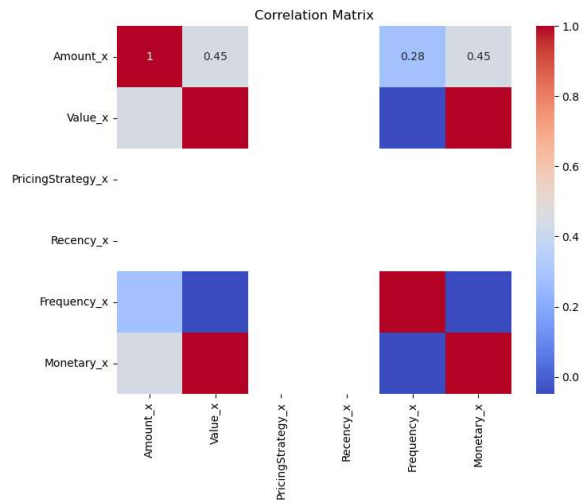 Correlation Matrix
Amount_x
1 0.45 0.28 0.45
Value_x
PricingStrategy_x
Recency_x
Frequency_x
Monetary_x
Amount_x
Value_x
PricingStrategy_x
Recency_x
Frequency_x
Monetary_x
1.0
0.8
0.6
0.4
0.2
0.0